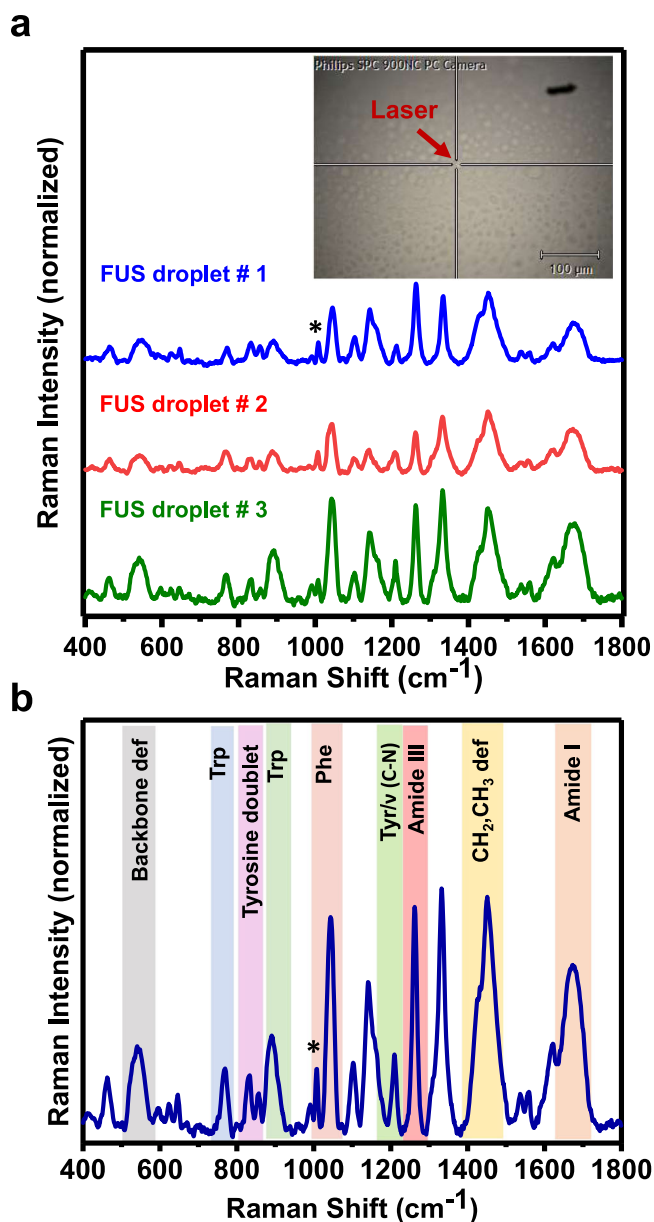 a
Philips SPC 900NC PC Camera
Laser
100 µm
FUS droplet # 1
*
FUS droplet # 2
FUS droplet # 3
Raman Intensity (normalized)
400 600 800 1000 1200 1400 1600 1800
Raman Shift (cm⁻¹)
b
Backbone def
Trp
Tyrosine doublet
Trp
Phe
Tyr/ν (C-N)
Amide III
CH₂,CH₃ def
Amide I
*
Raman Intensity (normalized)
400 600 800 1000 1200 1400 1600 1800
Raman Shift (cm⁻¹)